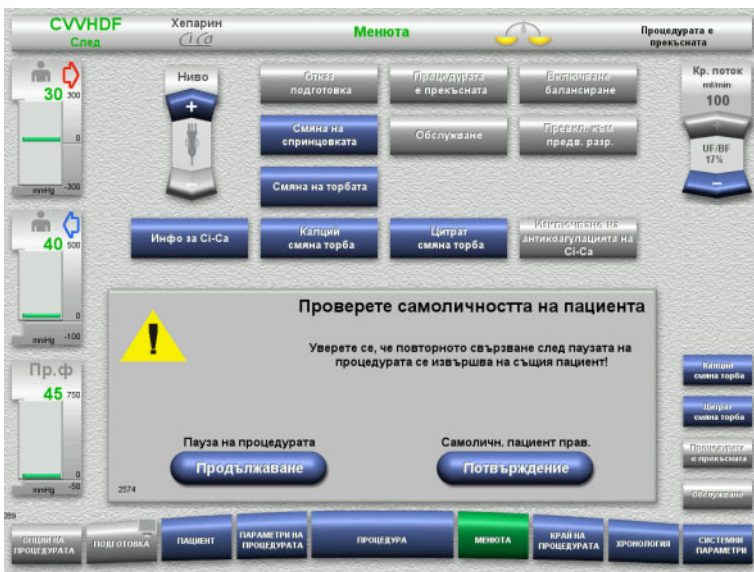 CVVHDF
След
Хепарин
Ci Ca
Менюта
Процедурата е
прекъсната
30
300
0
mmHg
-300
40
500
0
mmHg
-100
Пр.ф
45
750
0
mmHg
-50
Ниво
+
−
Отказ
подготовка
Процедурата
е прекъсната
Включване
балансиране
Смяна на
спринцовката
Обслужване
Превкл. към
предв. разр.
Смяна на торбата
Инфо за Ci-Ca
Калций
смяна торба
Цитрат
смяна торба
Изключване на
антикоагулацията на
Ci-Ca
Кр. поток
ml/min
100
+
UF/BF
17%
−
Проверете самоличността на пациента
Уверете се, че повторното свързване след паузата на
процедурата се извършва на същия пациент!
Пауза на процедурата
Продължаване
Самоличн. пациент прав.
Потвърждение
2574
Калций
смяна торба
Цитрат
смяна торба
Процедурата
е прекъсната
Обслужване
289
ОПЦИИ НА
ПРОЦЕДУРАТА
ПОДГОТОВКА
ПАЦИЕНТ
ПАРАМЕТРИ НА
ПРОЦЕДУРАТА
ПРОЦЕДУРА
МЕНЮТА
КРАЙ НА
ПРОЦЕДУРАТА
ХРОНОЛОГИЯ
СИСТЕМНИ
ПАРАМЕТРИ